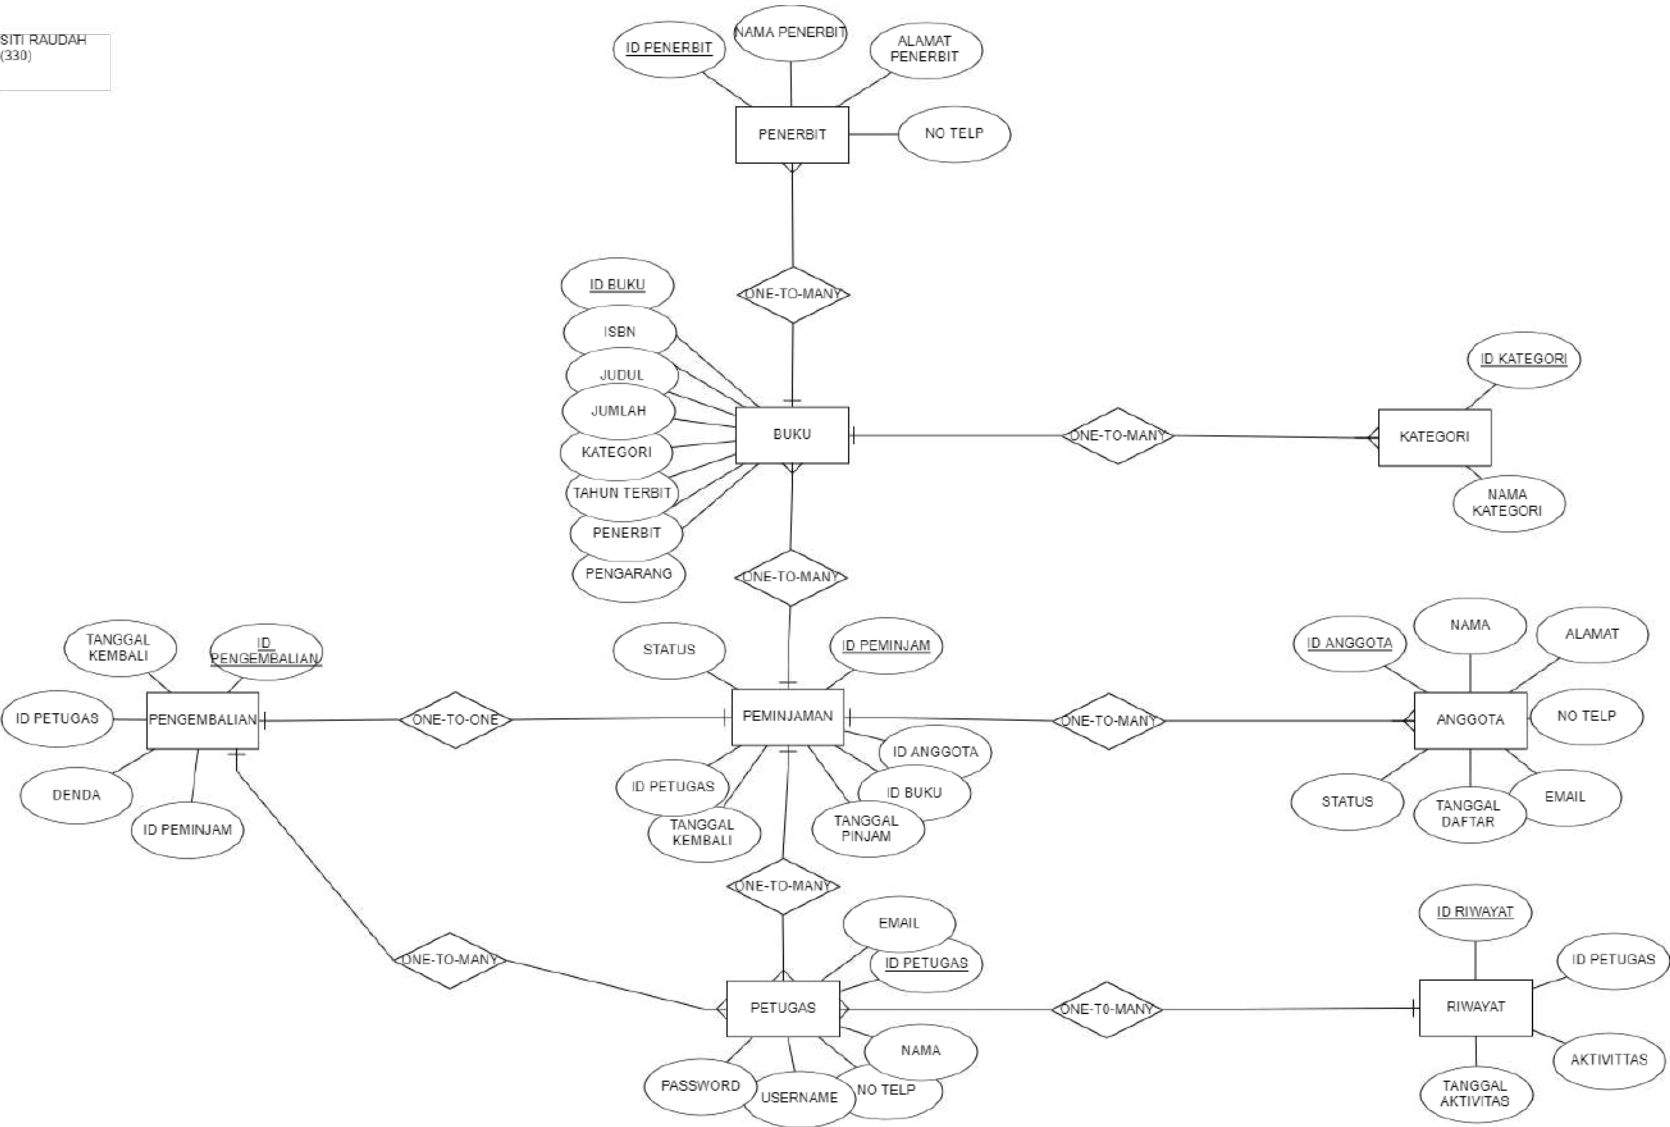 SITI RAUDAH
(330)
ID PENERBIT
NAMA PENERBIT
ALAMAT
PENERBIT
NO TELP
PENERBIT
ONE-TO-MANY
ID BUKU
ISBN
JUDUL
JUMLAH
KATEGORI
TAHUN TERBIT
PENERBIT
PENGARANG
BUKU
ONE-TO-MANY
KATEGORI
ID KATEGORI
NAMA
KATEGORI
ONE-TO-MANY
TANGGAL
KEMBALI
ID
PENGEMBALIAN
ID PETUGAS
PENGEMBALIAN
DENDA
ID PEMINJAM
ONE-TO-ONE
STATUS
ID PEMINJAM
PEMINJAMAN
ID ANGGOTA
ID BUKU
ID PETUGAS
TANGGAL
KEMBALI
TANGGAL
PINJAM
ONE-TO-MANY
ID ANGGOTA
NAMA
ALAMAT
ANGGOTA
NO TELP
STATUS
TANGGAL
DAFTAR
EMAIL
ONE-TO-MANY
ONE-TO-MANY
EMAIL
ID PETUGAS
PETUGAS
NAMA
PASSWORD
USERNAME
NO TELP
ONE-T0-MANY
ID RIWAYAT
ID PETUGAS
RIWAYAT
AKTIVITTAS
TANGGAL
AKTIVITAS